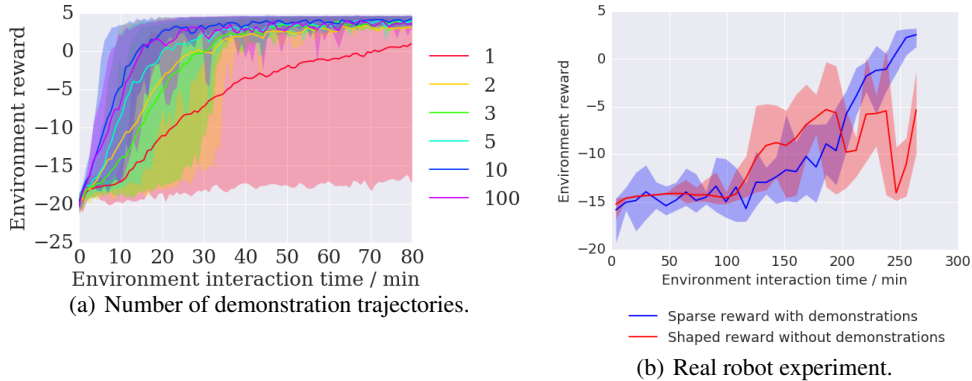 5
0
−5
−10
−15
−20
−25
Environment reward
0 10 20 30 40 50 60 70 80
Environment interaction time / min
1
2
3
5
10
100
(a) Number of demonstration trajectories.
5
0
−5
−10
−15
−20
Environment reward
0 50 100 150 200 250 300
Environment interaction time / min
Sparse reward with demonstrations
Shaped reward without demonstrations
(b) Real robot experiment.